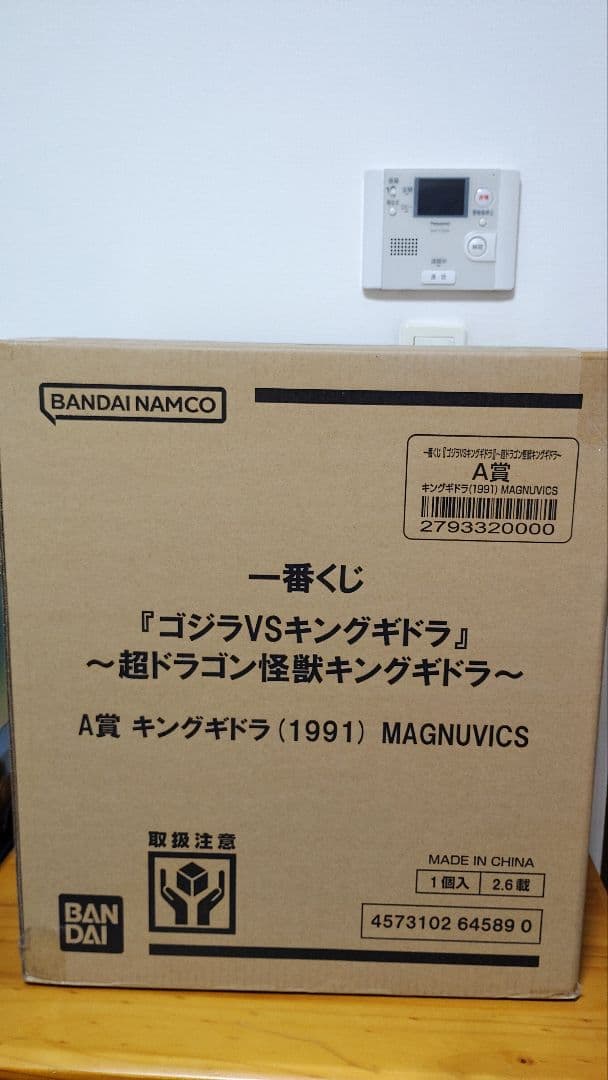 Panasonic
通話
BANDAI NAMCO
一番くじ『ゴジラVSキングギドラ』~超ドラゴン怪獣キングギドラ~
A賞
キングギドラ(1991) MAGNUVICS
2793320000
一番くじ
『ゴジラVSキングギドラ』
~超ドラゴン怪獣キングギドラ~
A賞 キングギドラ(1991) MAGNUVICS
取扱注意
MADE IN CHINA
1個入 2.6載
BAN
DAI
4573102 64589 0